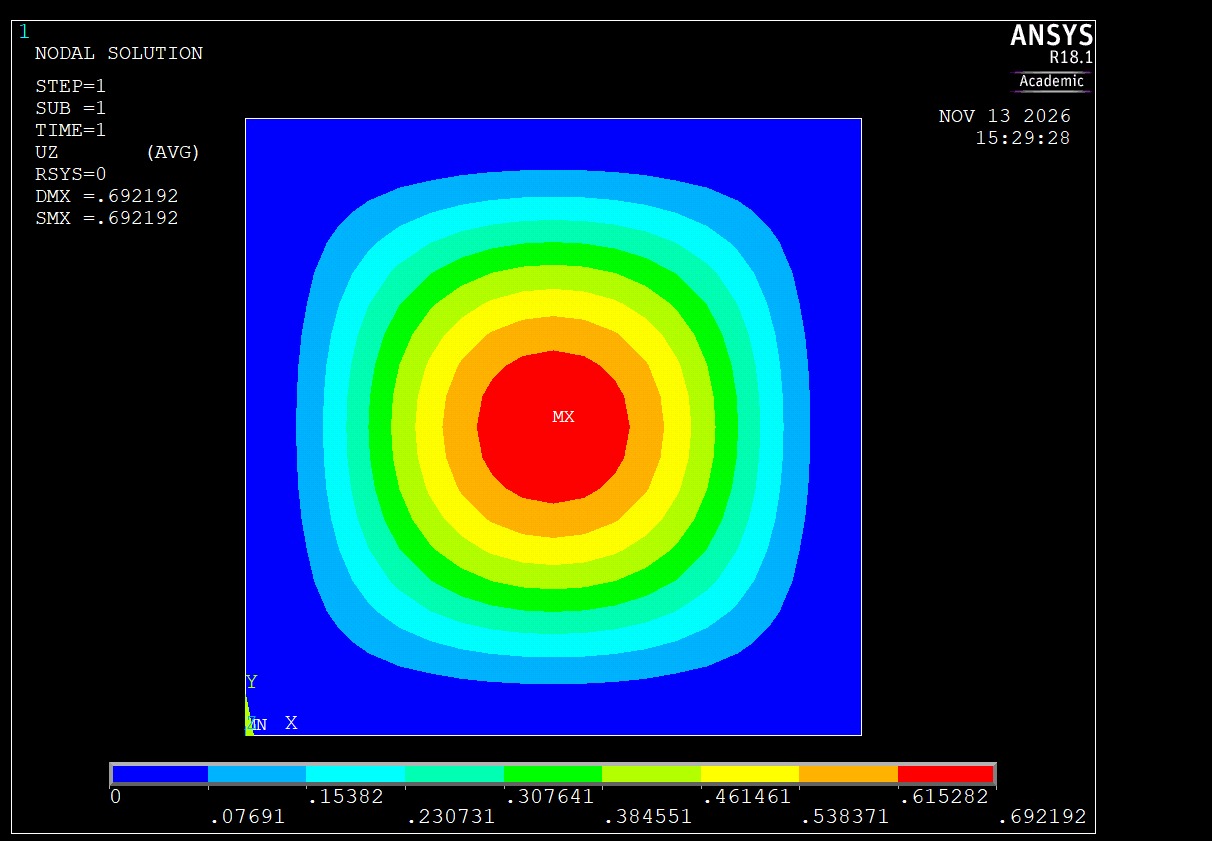 1
NODAL SOLUTION
STEP=1
SUB =1
TIME=1
UZ (AVG)
RSYS=0
DMX =.692192
SMX =.692192
ANSYS
R18.1
Academic
NOV 13 2026
15:29:28
MX
Y
MN X
0 .15382 .307641 .461461 .615282
.07691 .230731 .384551 .538371 .692192